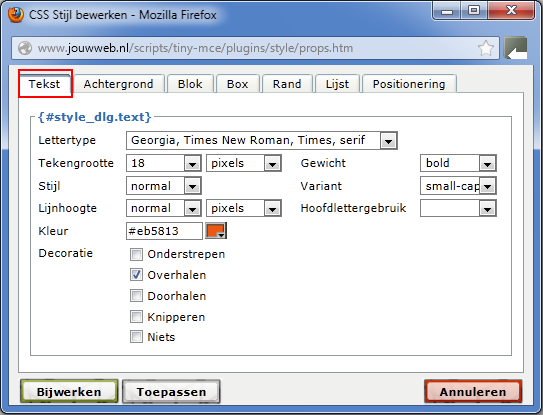 CSS Stijl bewerken - Mozilla Firefox
www.jouwweb.nl/scripts/tiny-mce/plugins/style/props.htm
Tekst Achtergrond Blok Box Rand Lijst Positionering
{#style_dlg.text}
Lettertype Georgia, Times New Roman, Times, serif
Tekengrootte 18 pixels Gewicht bold
Stijl normal Variant small-cap
Lijnhoogte normal pixels Hoofdlettergebruik
Kleur #eb5813
Decoratie Onderstrepen
Overhalen
Doorhalen
Knipperen
Niets
Bijwerken Toepassen Annuleren